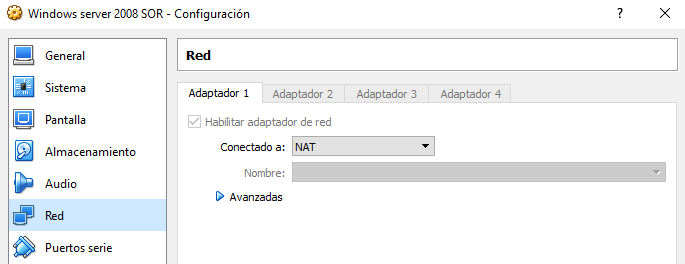 Windows server 2008 SOR - Configuración
General
Sistema
Pantalla
Almacenamiento
Audio
Red
Puertos serie
Red
Adaptador 1 Adaptador 2 Adaptador 3 Adaptador 4
Habilitar adaptador de red
Conectado a: NAT
Nombre:
Avanzadas